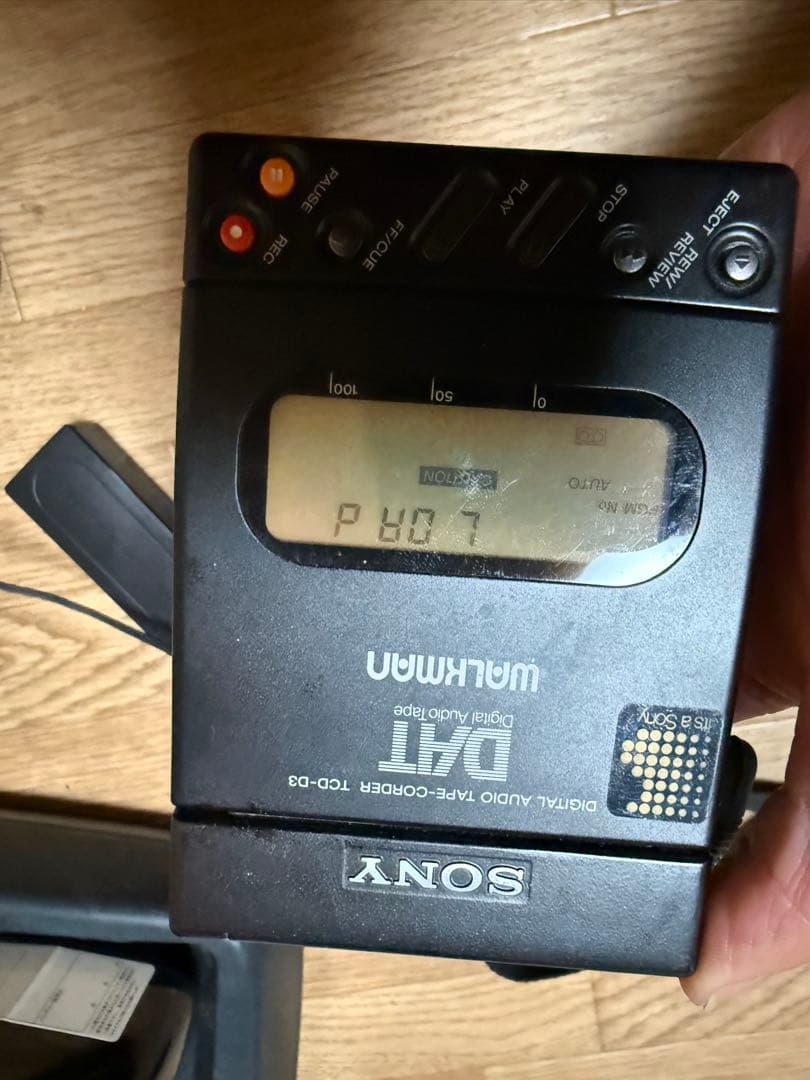 SONY
DIGITAL AUDIO TAPE-CORDER TCD-D3
it's a Sony
DAT
Digital Audio Tape
WALKMAN
PGM No
L OA d
AUTO
CAUTION
0 50 100
EJECT
REW/
REVIEW
STOP
PLAY
FF/CUE
PAUSE
REC